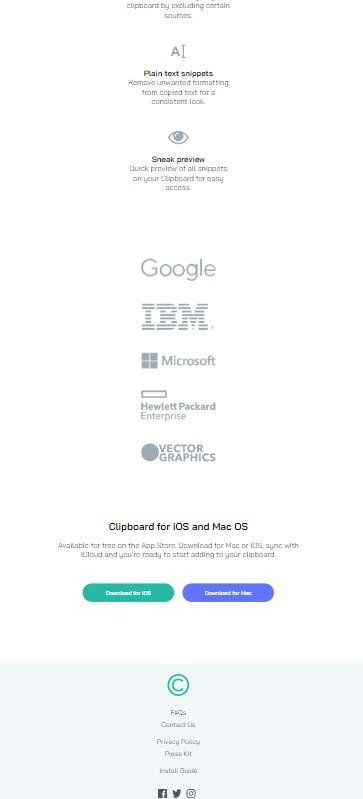 clipboard by excluding certain
sources.
Plain text snippets
Remove unwanted formatting
from copied text for a
consistent look.
Sneak preview
Quick preview of all snippets
on your Clipboard for easy
access.
Google
IBM
Microsoft
Hewlett Packard
Enterprise
VECTOR
GRAPHICS
Clipboard for iOS and Mac OS
Available for free on the App Store. Download for Mac or iOS, sync with
iCloud and you're ready to start adding to your clipboard.
Download for iOS
Download for Mac
FAQs
Contact Us
Privacy Policy
Press Kit
Install Guide